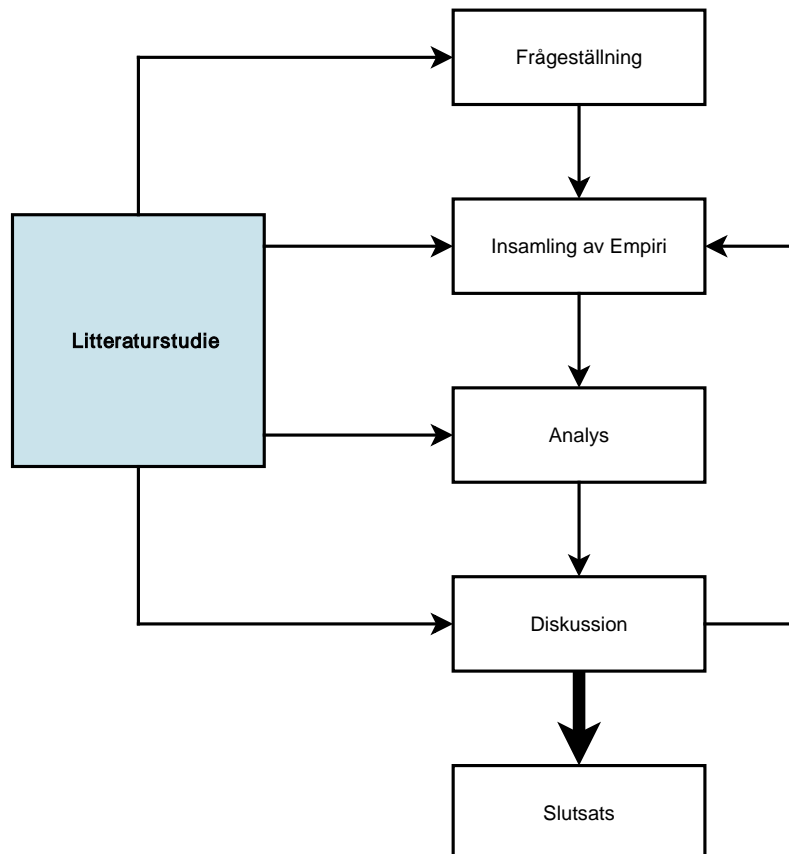 Frågeställning
Insamling av Empiri
Litteraturstudie
Analys
Diskussion
Slutsats